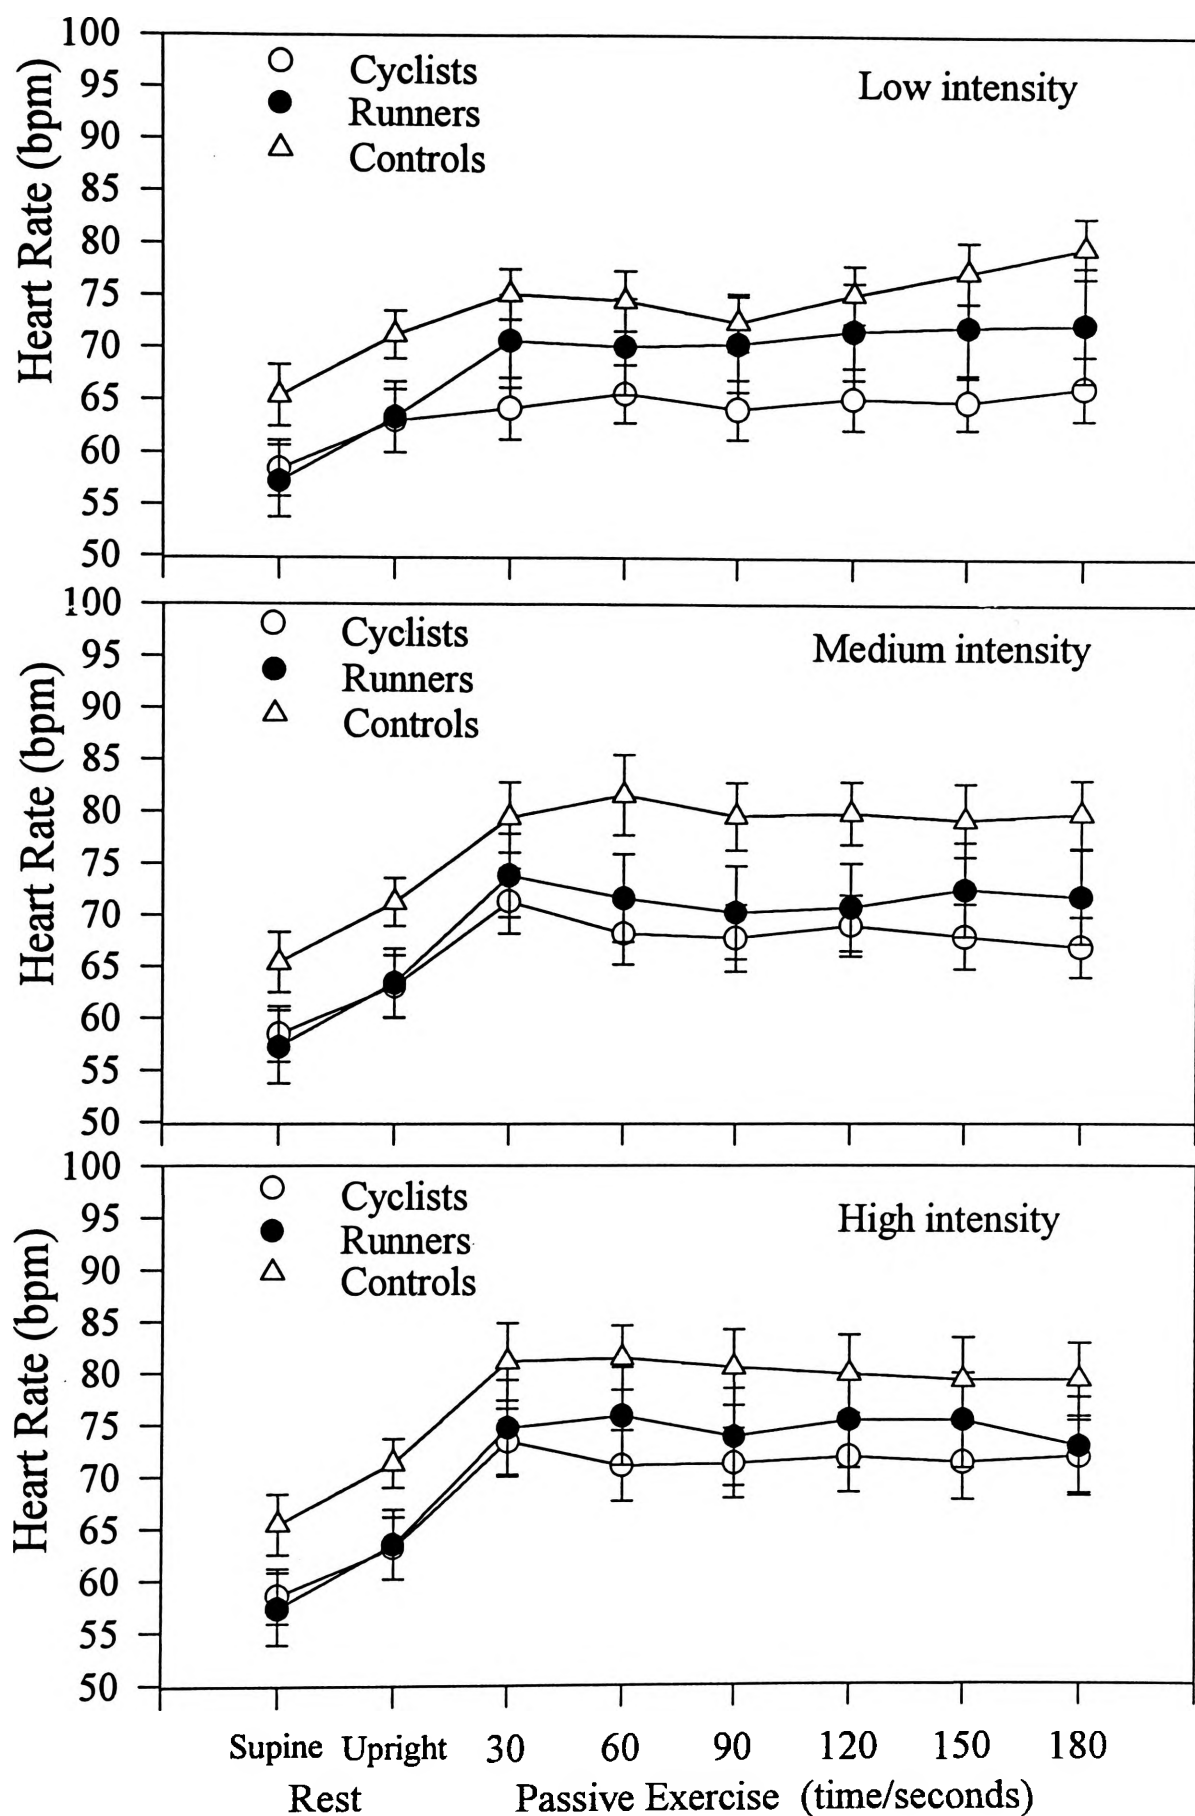 100
95
90
85
80
75
70
65
60
55
50
Heart Rate (bpm)
Cyclists
Runners
Controls
Low intensity
100
95
90
85
80
75
70
65
60
55
50
Heart Rate (bpm)
Cyclists
Runners
Controls
Medium intensity
100
95
90
85
80
75
70
65
60
55
50
Heart Rate (bpm)
Cyclists
Runners
Controls
High intensity
Supine Upright 30 60 90 120 150 180
Rest Passive Exercise (time/seconds)